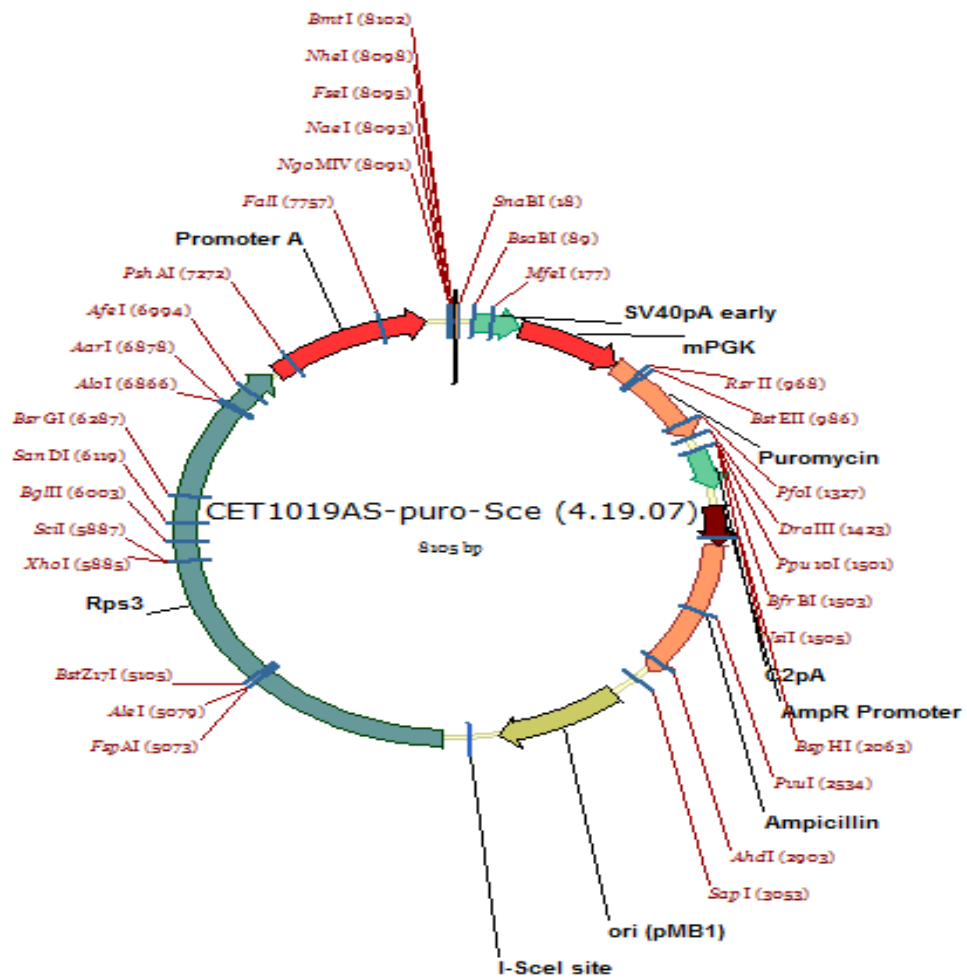 BmtI (8102)
NheI (8098)
FseI (8095)
NaeI (8093)
NgoMIV (8091)
FalI (7757)
Promoter A
PshAI (7272)
AfeI (6994)
AarI (6878)
AloI (6866)
BsrGI (6287)
SanDI (6119)
BglII (6003)
SciI (5887)
XhoI (5885)
Rps3
BstZ17I (5105)
AleI (5079)
FspAI (5073)
SnaBI (18)
BsaBI (89)
MfeI (177)
SV40pA early
mPGK
RsrII (968)
BstEII (986)
Puromycin
PfoI (1327)
DraIII (1423)
Ppu10I (1501)
BfrBI (1503)
NsiI (1505)
C2pA
AmpR Promoter
BspHI (2063)
PvuI (2534)
Ampicillin
AhdI (2903)
SapI (3053)
ori (pMB1)
I-SceI site
CET1019AS-puro-Sce (4.19.07)
8105 bp